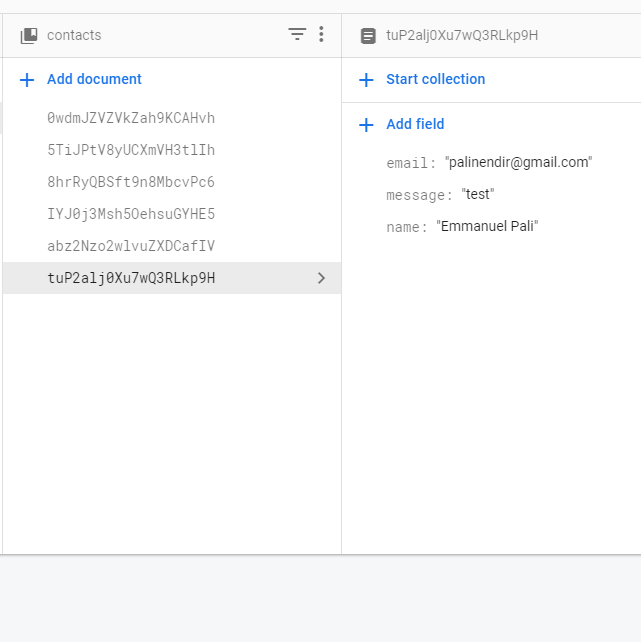 contacts
Add document
0wdmJZVZVkZah9KCAHvh
5TiJPtV8yUCXmVH3tlIh
8hrRyQBSft9n8MbcvPc6
IYJ0j3Msh5OehsuGYHE5
abz2Nzo2wlvuZXDCafIV
tuP2alj0Xu7wQ3RLkp9H
tuP2alj0Xu7wQ3RLkp9H
Start collection
Add field
email: "palinendir@gmail.com"
message: "test"
name: "Emmanuel Pali"